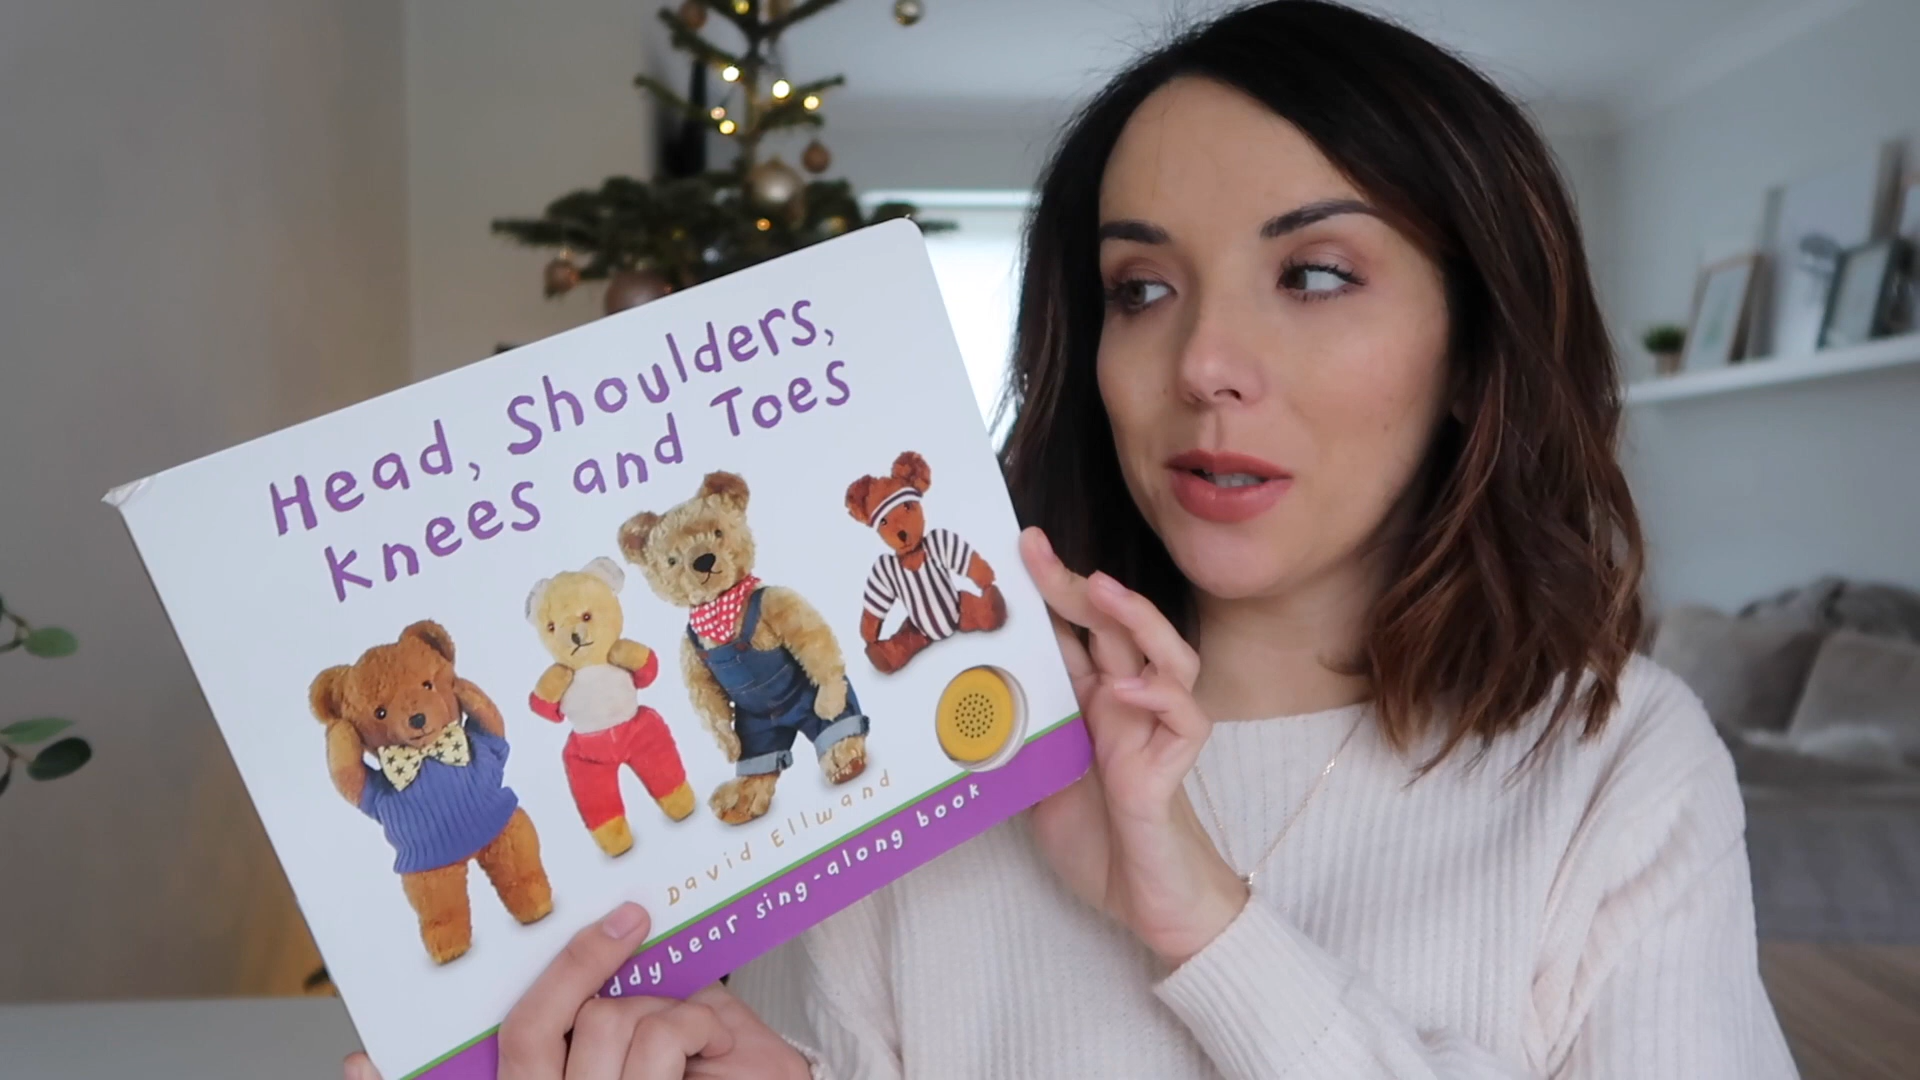 Head, Shoulders,
Knees and Toes
David Ellwand
ddybear sing-along book